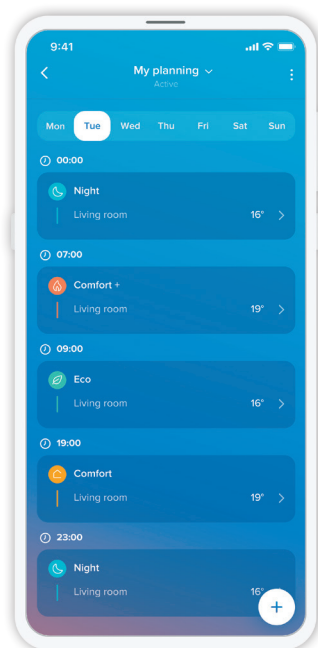 9:41
My planning
Active
Mon Tue Wed Thu Fri Sat Sun
00:00
Night
Living room 16°
07:00
Comfort +
Living room 19°
09:00
Eco
Living room 16°
19:00
Comfort
Living room 19°
23:00
Night
Living room 16°
+